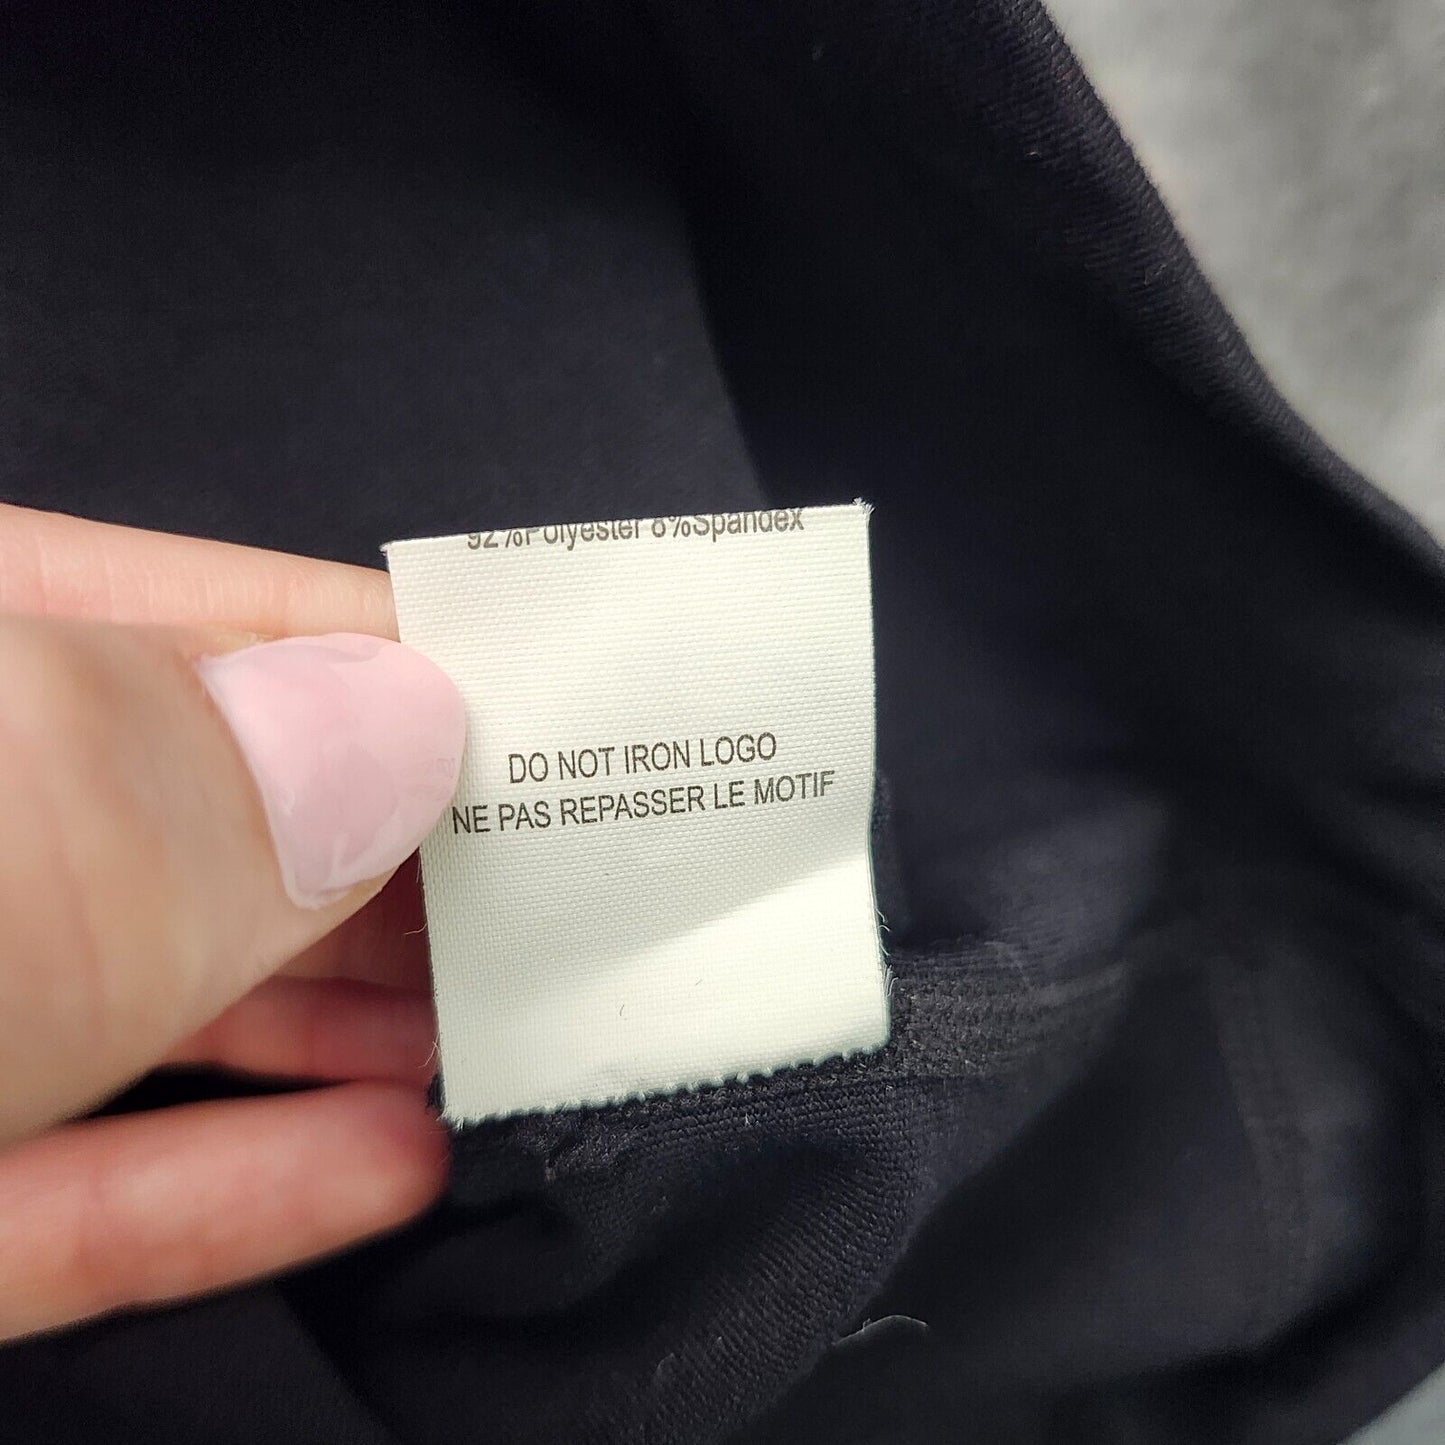 92%Polyester 8%Spandex
DO NOT IRON LOGO
NE PAS REPASSER LE MOTIF